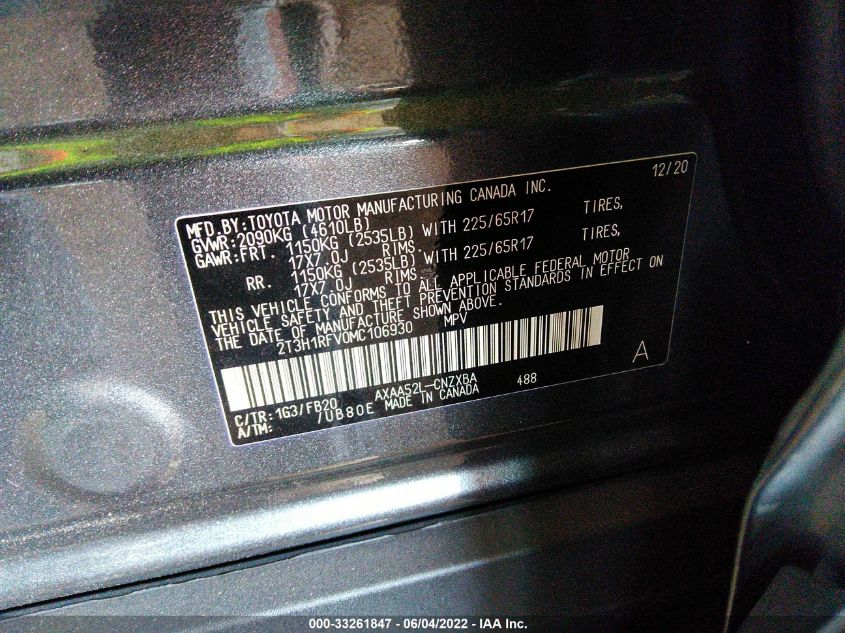 12/20
MFD.BY:TOYOTA MOTOR MANUFACTURING CANADA INC.
GVWR:2090KG (4610LB)
GAWR:FRT. 1150KG (2535LB) WITH 225/65R17 TIRES,
17X7.0J RIMS.
RR. 1150KG (2535LB) WITH 225/65R17 TIRES,
17X7.0J RIMS
THIS VEHICLE CONFORMS TO ALL APPLICABLE FEDERAL MOTOR
VEHICLE SAFETY AND THEFT PREVENTION STANDARDS IN EFFECT ON
THE DATE OF MANUFACTURE SHOWN ABOVE.
2T3H1RFV0MC106930 MPV
A
C/TR:1G3/FB20 AXAA52L-CNZXBA 488
A/TM: /UB80E MADE IN CANADA
000-33261847 - 06/04/2022 - IAA Inc.